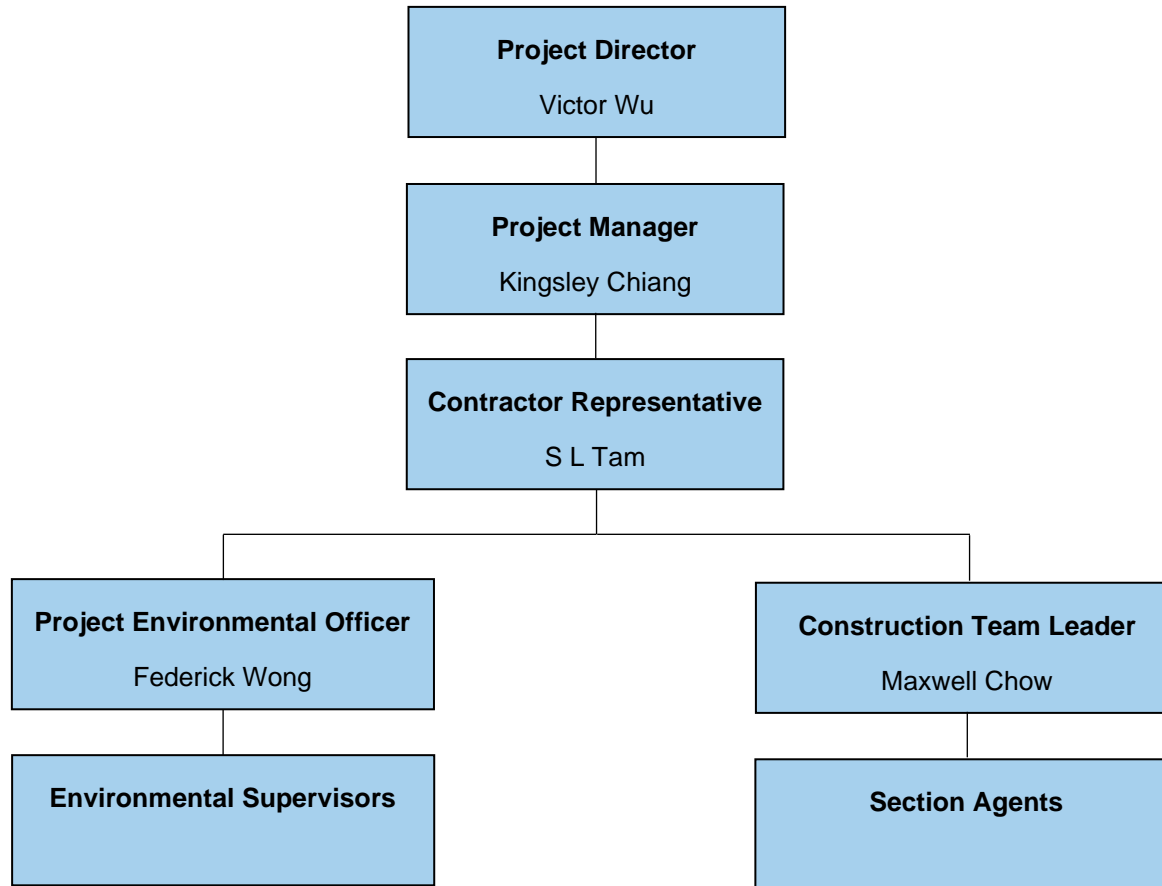 Project Director
Victor Wu
Project Manager
Kingsley Chiang
Contractor Representative
S L Tam
Project Environmental Officer
Federick Wong
Construction Team Leader
Maxwell Chow
Environmental Supervisors
Section Agents